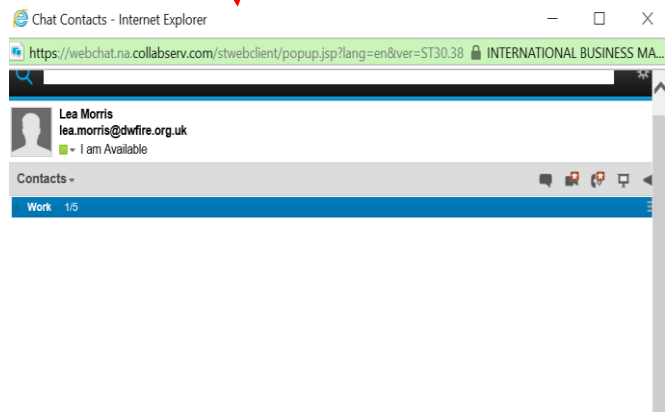 Chat Contacts - Internet Explorer
https://webchat.na.collabserv.com/stwebclient/popup.jsp?lang=en&ver=ST30.38 INTERNATIONAL BUSINESS MA...
Lea Morris
lea.morris@dwfire.org.uk
I am Available
Contacts
Work 1/5